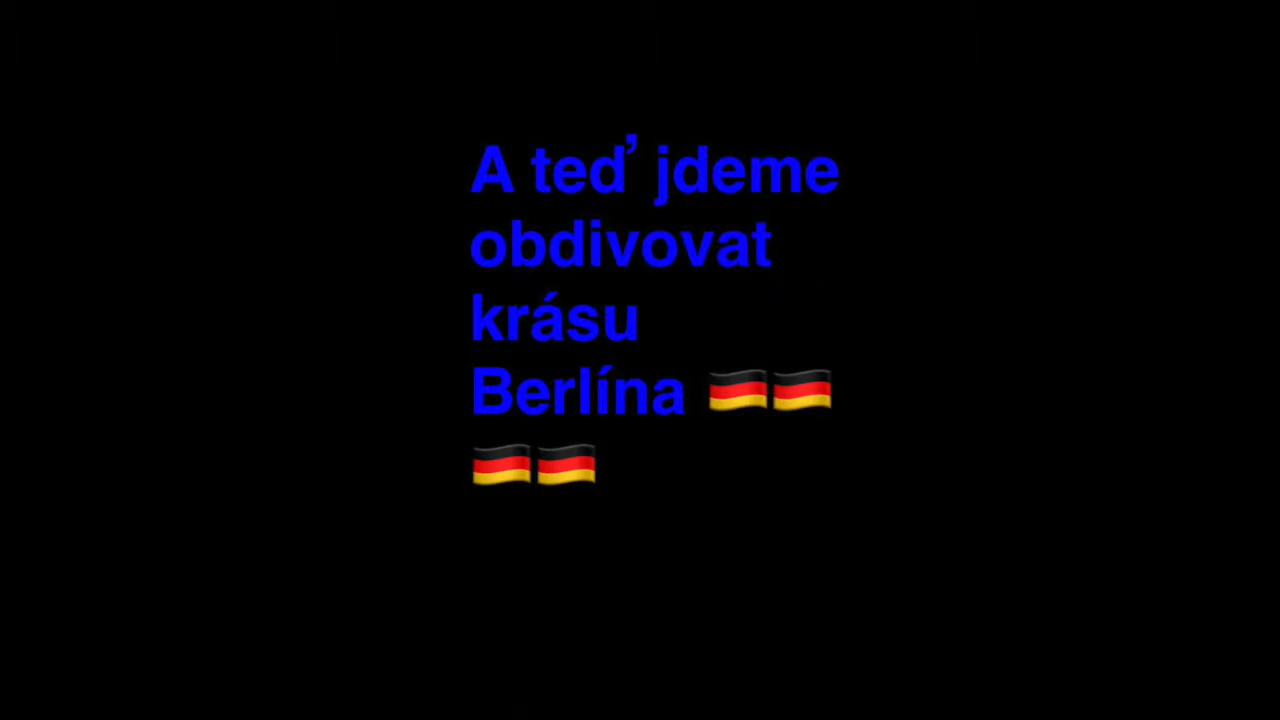 A teď jdeme
obdivovat
krásu
Berlína 🇩🇪🇩🇪
🇩🇪🇩🇪